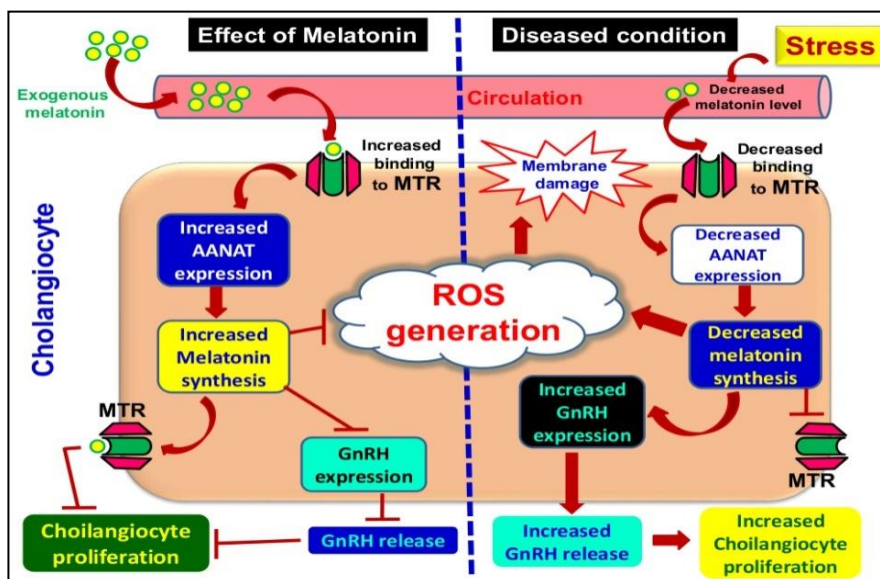 Effect of Melatonin
Diseased condition
Stress
Exogenous
melatonin
Circulation
Decreased
melatonin level
Increased
binding
to MTR
Membrane
damage
Decreased
binding
to MTR
Cholangiocyte
Increased
AANAT
expression
Decreased
AANAT
expression
ROS
generation
Increased
Melatonin
synthesis
Decreased
melatonin
synthesis
Increased
GnRH
expression
MTR
GnRH
expression
MTR
Choilangiocyte
proliferation
GnRH release
Increased
GnRH release
Increased
Choilangiocyte
proliferation